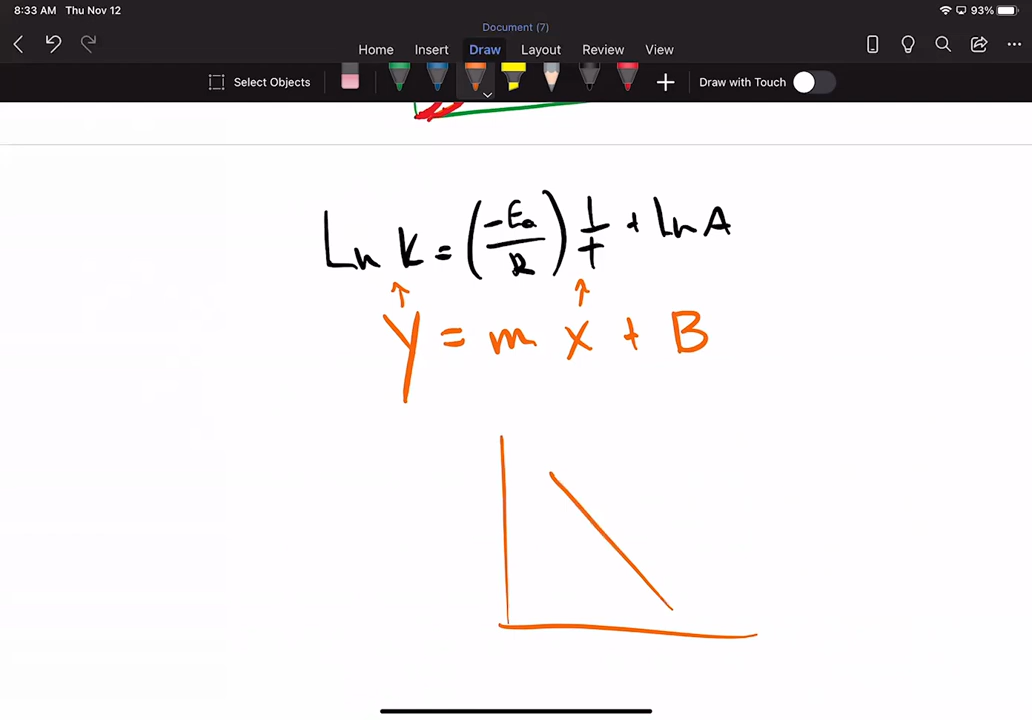 8:33 AM Thu Nov 12
93%
Document (7)
Home Insert Draw Layout Review View
Select Objects
Draw with Touch
Ln K = (-Ea/R) 1/T + Ln A
y = m x + B